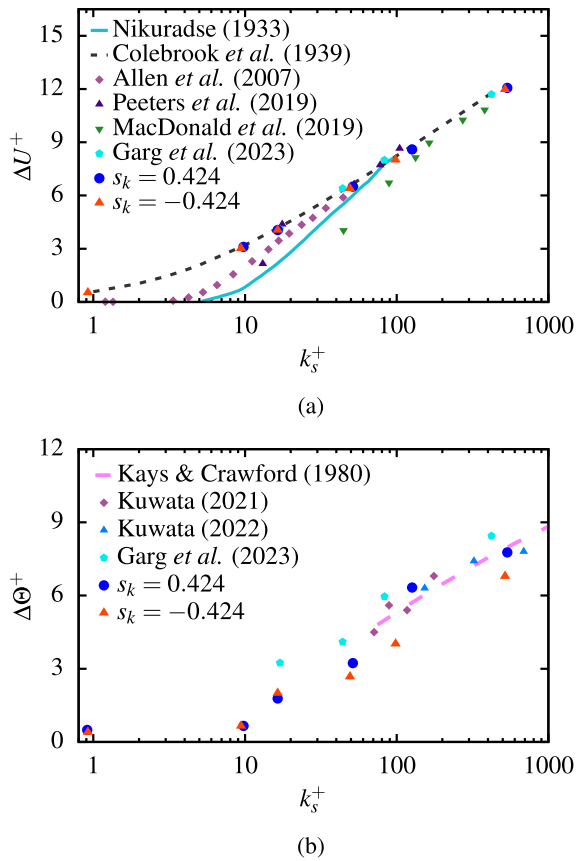 15
12
9
6
3
0
ΔU⁺
Nikuradse (1933)
Colebrook et al. (1939)
Allen et al. (2007)
Peeters et al. (2019)
MacDonald et al. (2019)
Garg et al. (2023)
sₖ = 0.424
sₖ = −0.424
1 10 100 1000
kₛ⁺
(a)
12
9
6
3
0
ΔΘ⁺
Kays & Crawford (1980)
Kuwata (2021)
Kuwata (2022)
Garg et al. (2023)
sₖ = 0.424
sₖ = −0.424
1 10 100 1000
kₛ⁺
(b)